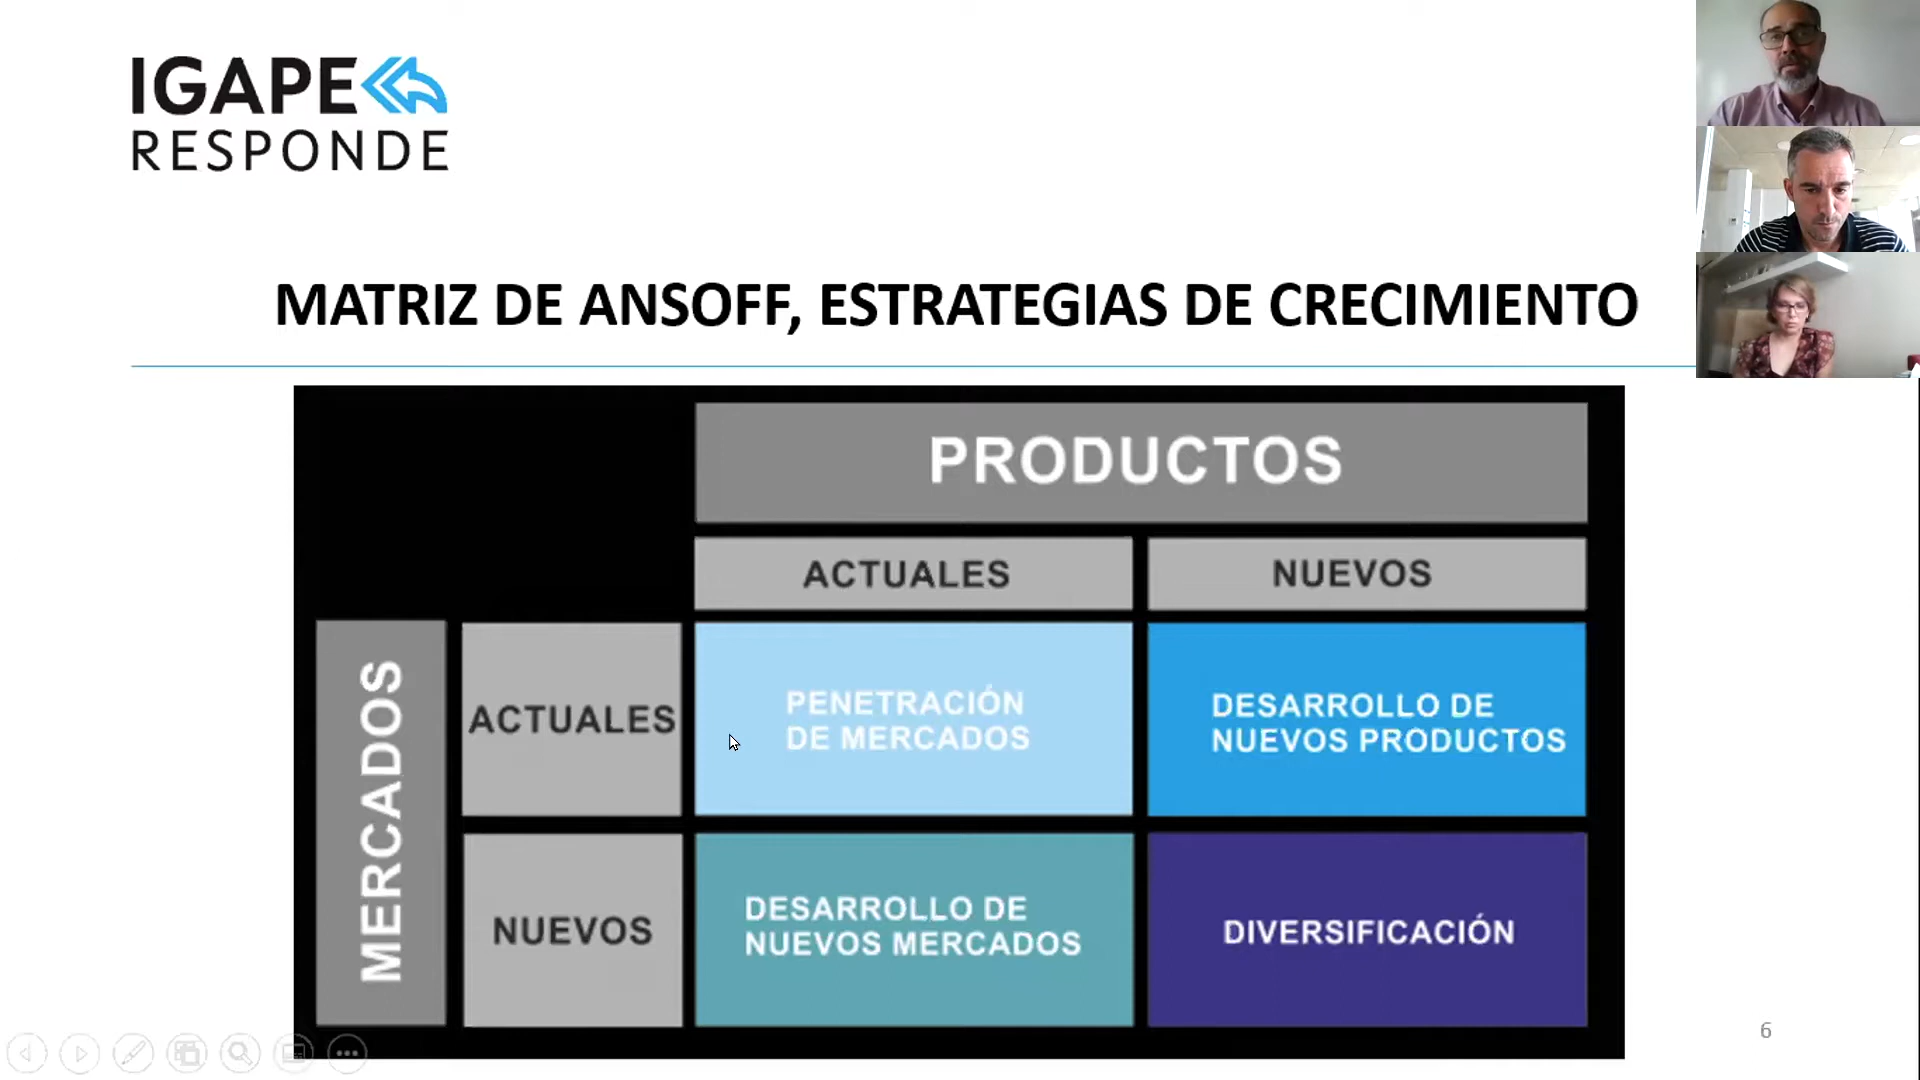 IGAPE
RESPONDE
MATRIZ DE ANSOFF, ESTRATEGIAS DE CRECIMIENTO
PRODUCTOS
ACTUALES
NUEVOS
MERCADOS
ACTUALES
PENETRACIÓN
DE MERCADOS
DESARROLLO DE
NUEVOS PRODUCTOS
NUEVOS
DESARROLLO DE
NUEVOS MERCADOS
DIVERSIFICACIÓN
6